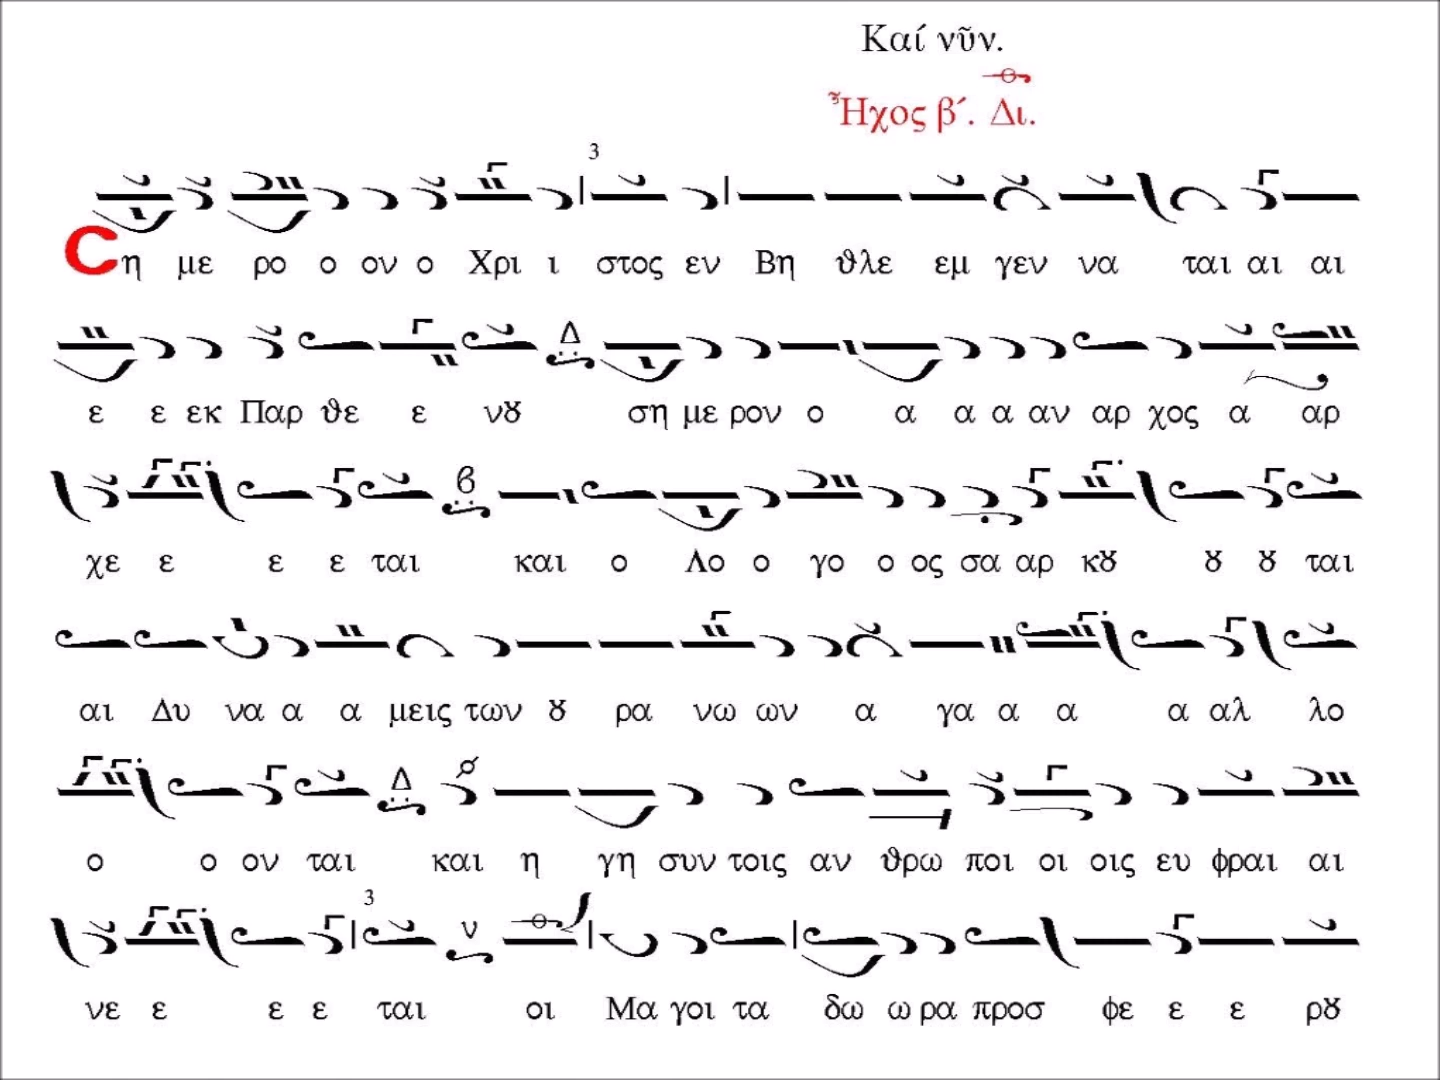 Καί νῦν.
Ἦχος β´. Δι.
3
Ση με ρο ο ον ο Χρι ι στος εν Βη θλε εμ γεν να ται αι αι
Δ
ε ε εκ Παρ θε ε νȣ ση με ρον ο α α α αν αρ χος α αρ
β
χε ε ε ε ται και ο Λο ο γο ο ος σα αρ κȣ ȣ ȣ ται
αι Δυ να α α μεις των ȣ ρα νω ων α γα α α α αλ λο
Δ
ο ο ον ται και η γη συν τοις αν θρω ποι οι οις ευ φραι αι
3
ν
νε ε ε ε ται οι Μα γοι τα δω ω ρα προσ φε ε ε ρȣ